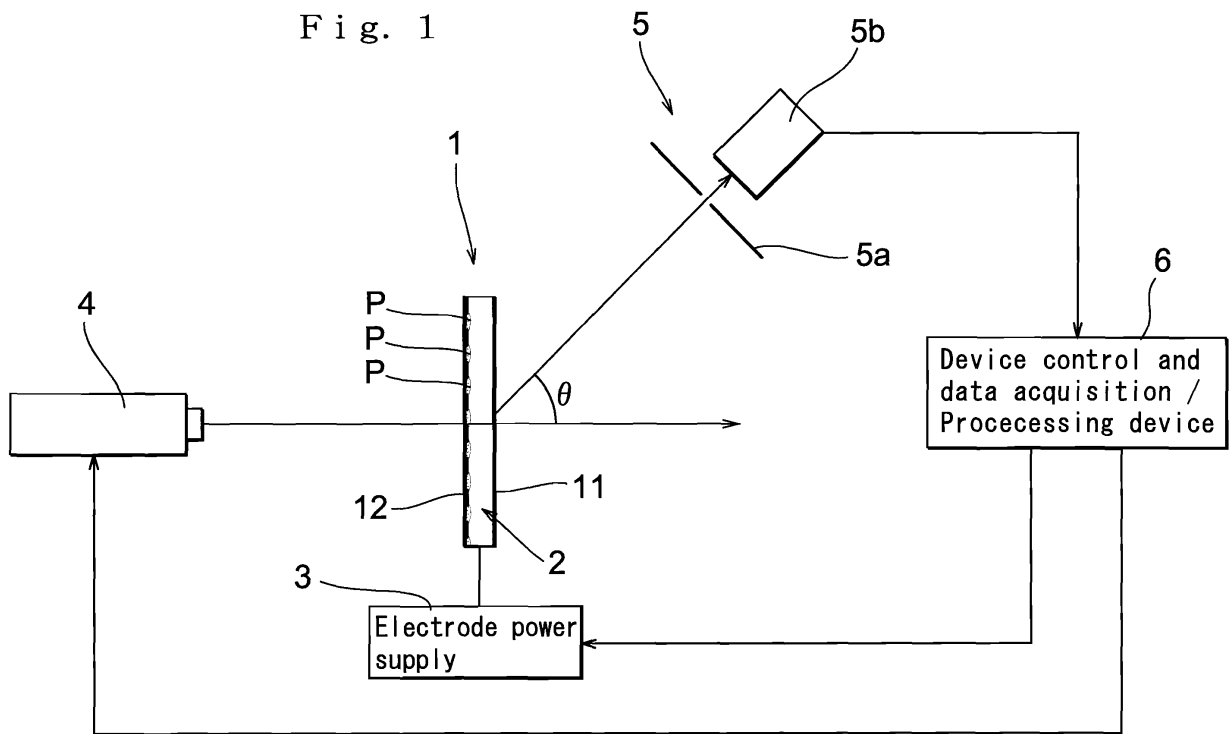 Fig. 1
5
5b
1
5a
6
4
P
P
P
θ
Device control and
data acquisition /
Procecessing device
12
11
2
3
Electrode power
supply